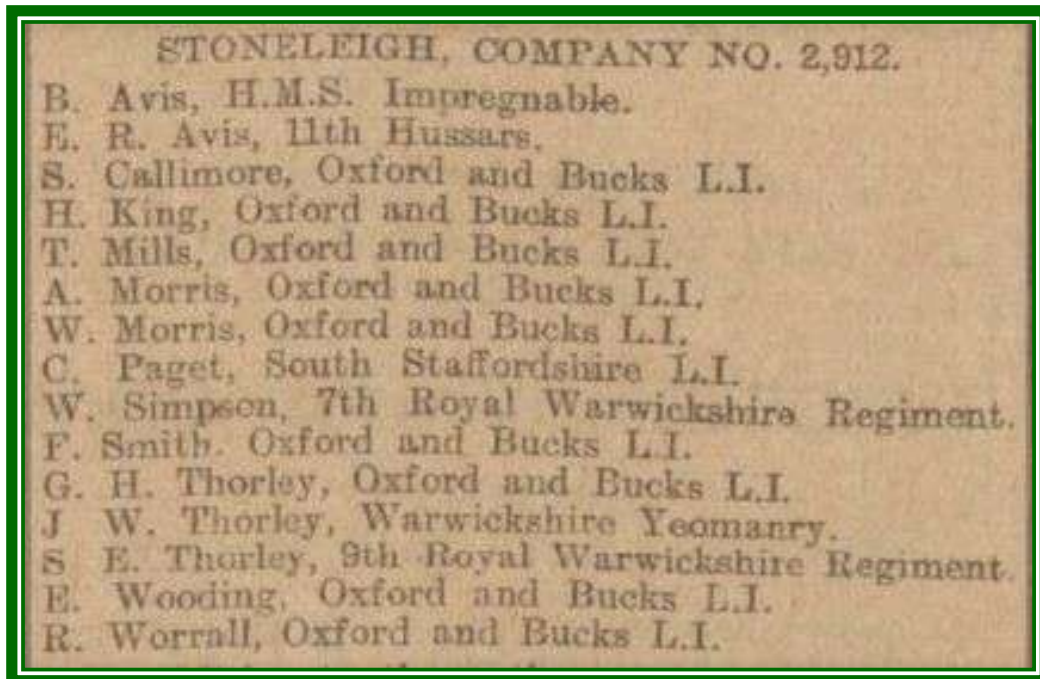 STONELEIGH, COMPANY NO. 2,912.
B. Avis, H.M.S. Impregnable.
E. R. Avis, 11th Hussars.
S. Callimore, Oxford and Bucks L.I.
H. King, Oxford and Bucks L.I.
T. Mills, Oxford and Bucks L.I.
A. Morris, Oxford and Bucks L.I.
W. Morris, Oxford and Bucks L.I.
C. Paget, South Staffordshire L.I.
W. Simpson, 7th Royal Warwickshire Regiment.
F. Smith. Oxford and Bucks L.I.
G. H. Thorley, Oxford and Bucks L.I.
J W. Thorley, Warwickshire Yeomanry.
S E. Thorley, 9th Royal Warwickshire Regiment.
E. Wooding, Oxford and Bucks L.I.
R. Worrall, Oxford and Bucks L.I.